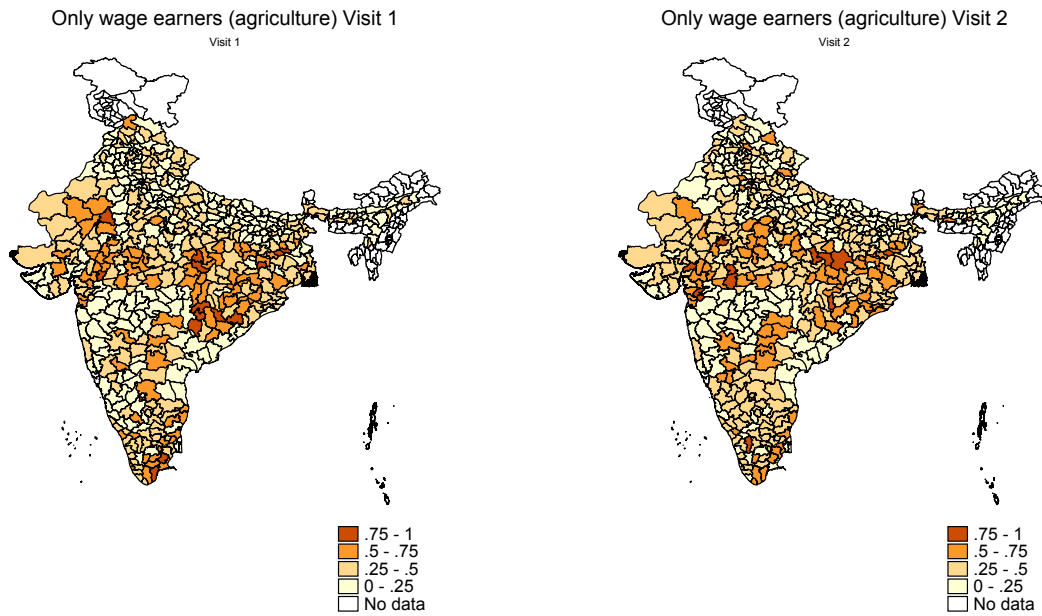 Only wage earners (agriculture) Visit 1
Visit 1
.75 - 1
.5 - .75
.25 - .5
0 - .25
No data
Only wage earners (agriculture) Visit 2
Visit 2
.75 - 1
.5 - .75
.25 - .5
0 - .25
No data